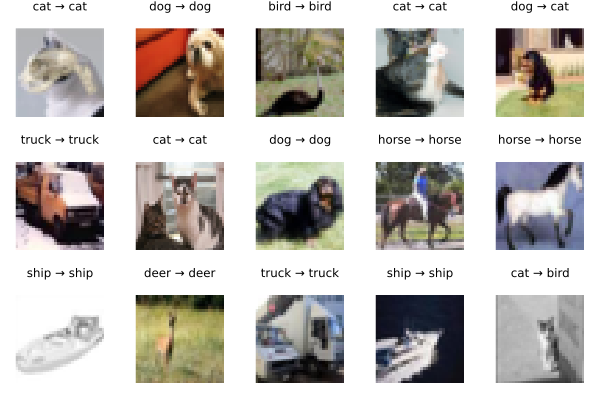 cat → cat
dog → dog
bird → bird
cat → cat
dog → cat
truck → truck
cat → cat
dog → dog
horse → horse
horse → horse
ship → ship
deer → deer
truck → truck
ship → ship
cat → bird